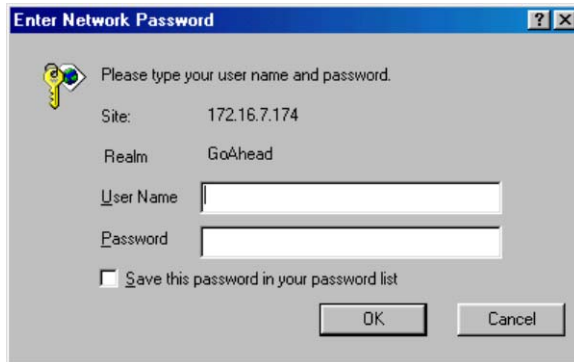 Enter Network Password
Please type your user name and password.
Site: 172.16.7.174
Realm GoAhead
User Name
Password
Save this password in your password list
OK Cancel